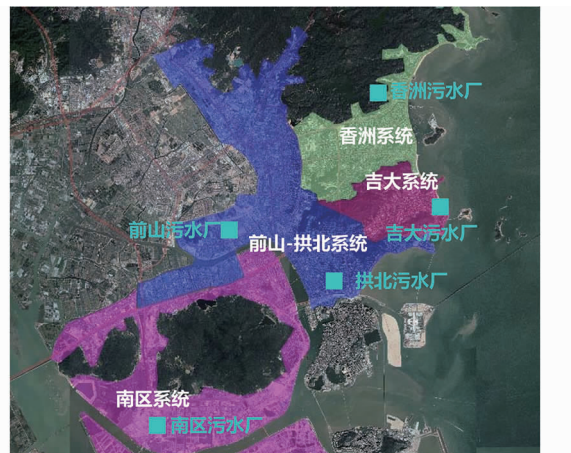 香洲污水厂
香洲系统
吉大系统
前山污水厂
吉大污水厂
前山-拱北系统
拱北污水厂
南区系统
南区污水厂